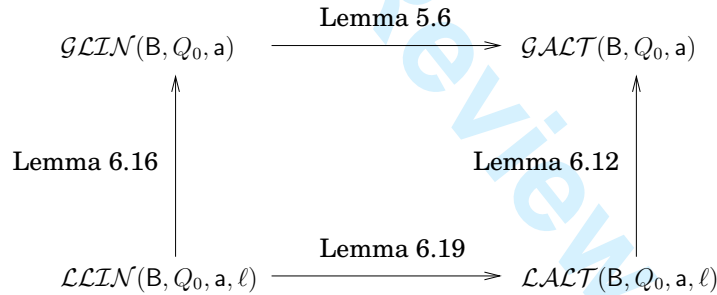 Lemma 5.6
𝒢ℒℐ𝒩(B, Q₀, a) 𝒢𝒜ℒ𝒯(B, Q₀, a)
Lemma 6.16 Lemma 6.12
Lemma 6.19
ℒℒℐ𝒩(B, Q₀, a, ℓ) ℒ𝒜ℒ𝒯(B, Q₀, a, ℓ)
Review